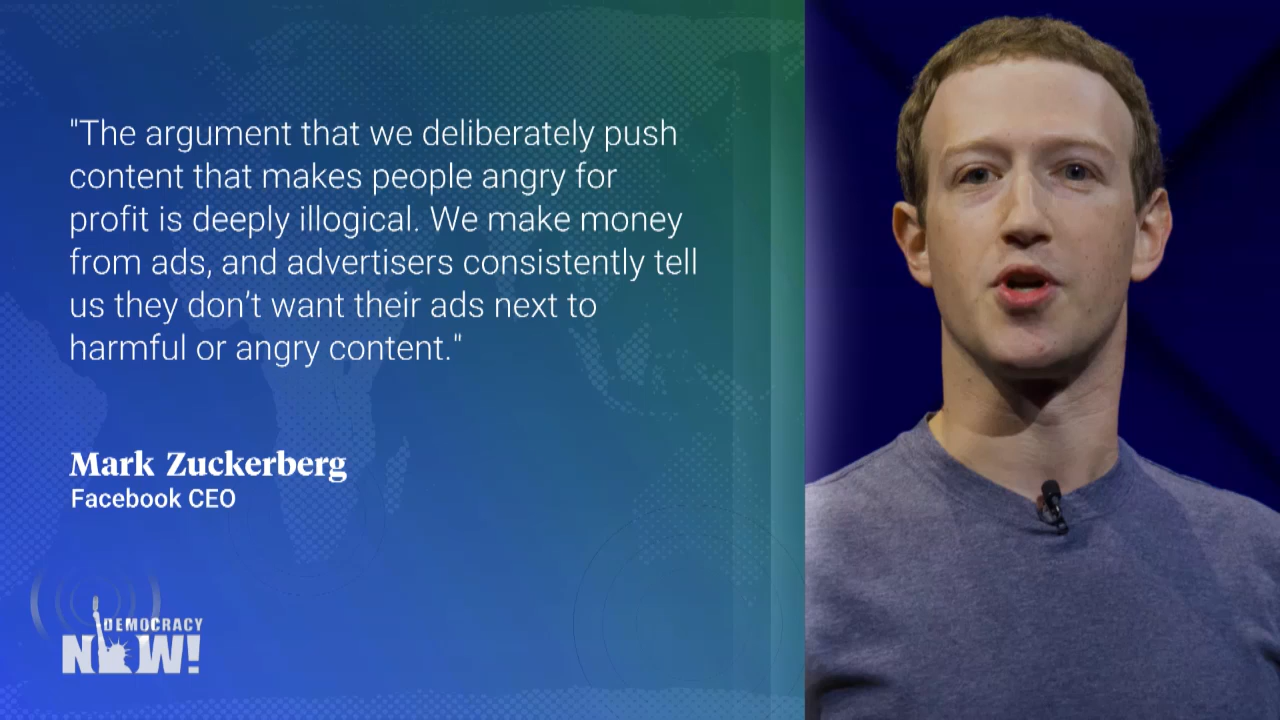 "The argument that we deliberately push
content that makes people angry for
profit is deeply illogical. We make money
from ads, and advertisers consistently tell
us they don’t want their ads next to
harmful or angry content."
Mark Zuckerberg
Facebook CEO
DEMOCRACY
NOW!